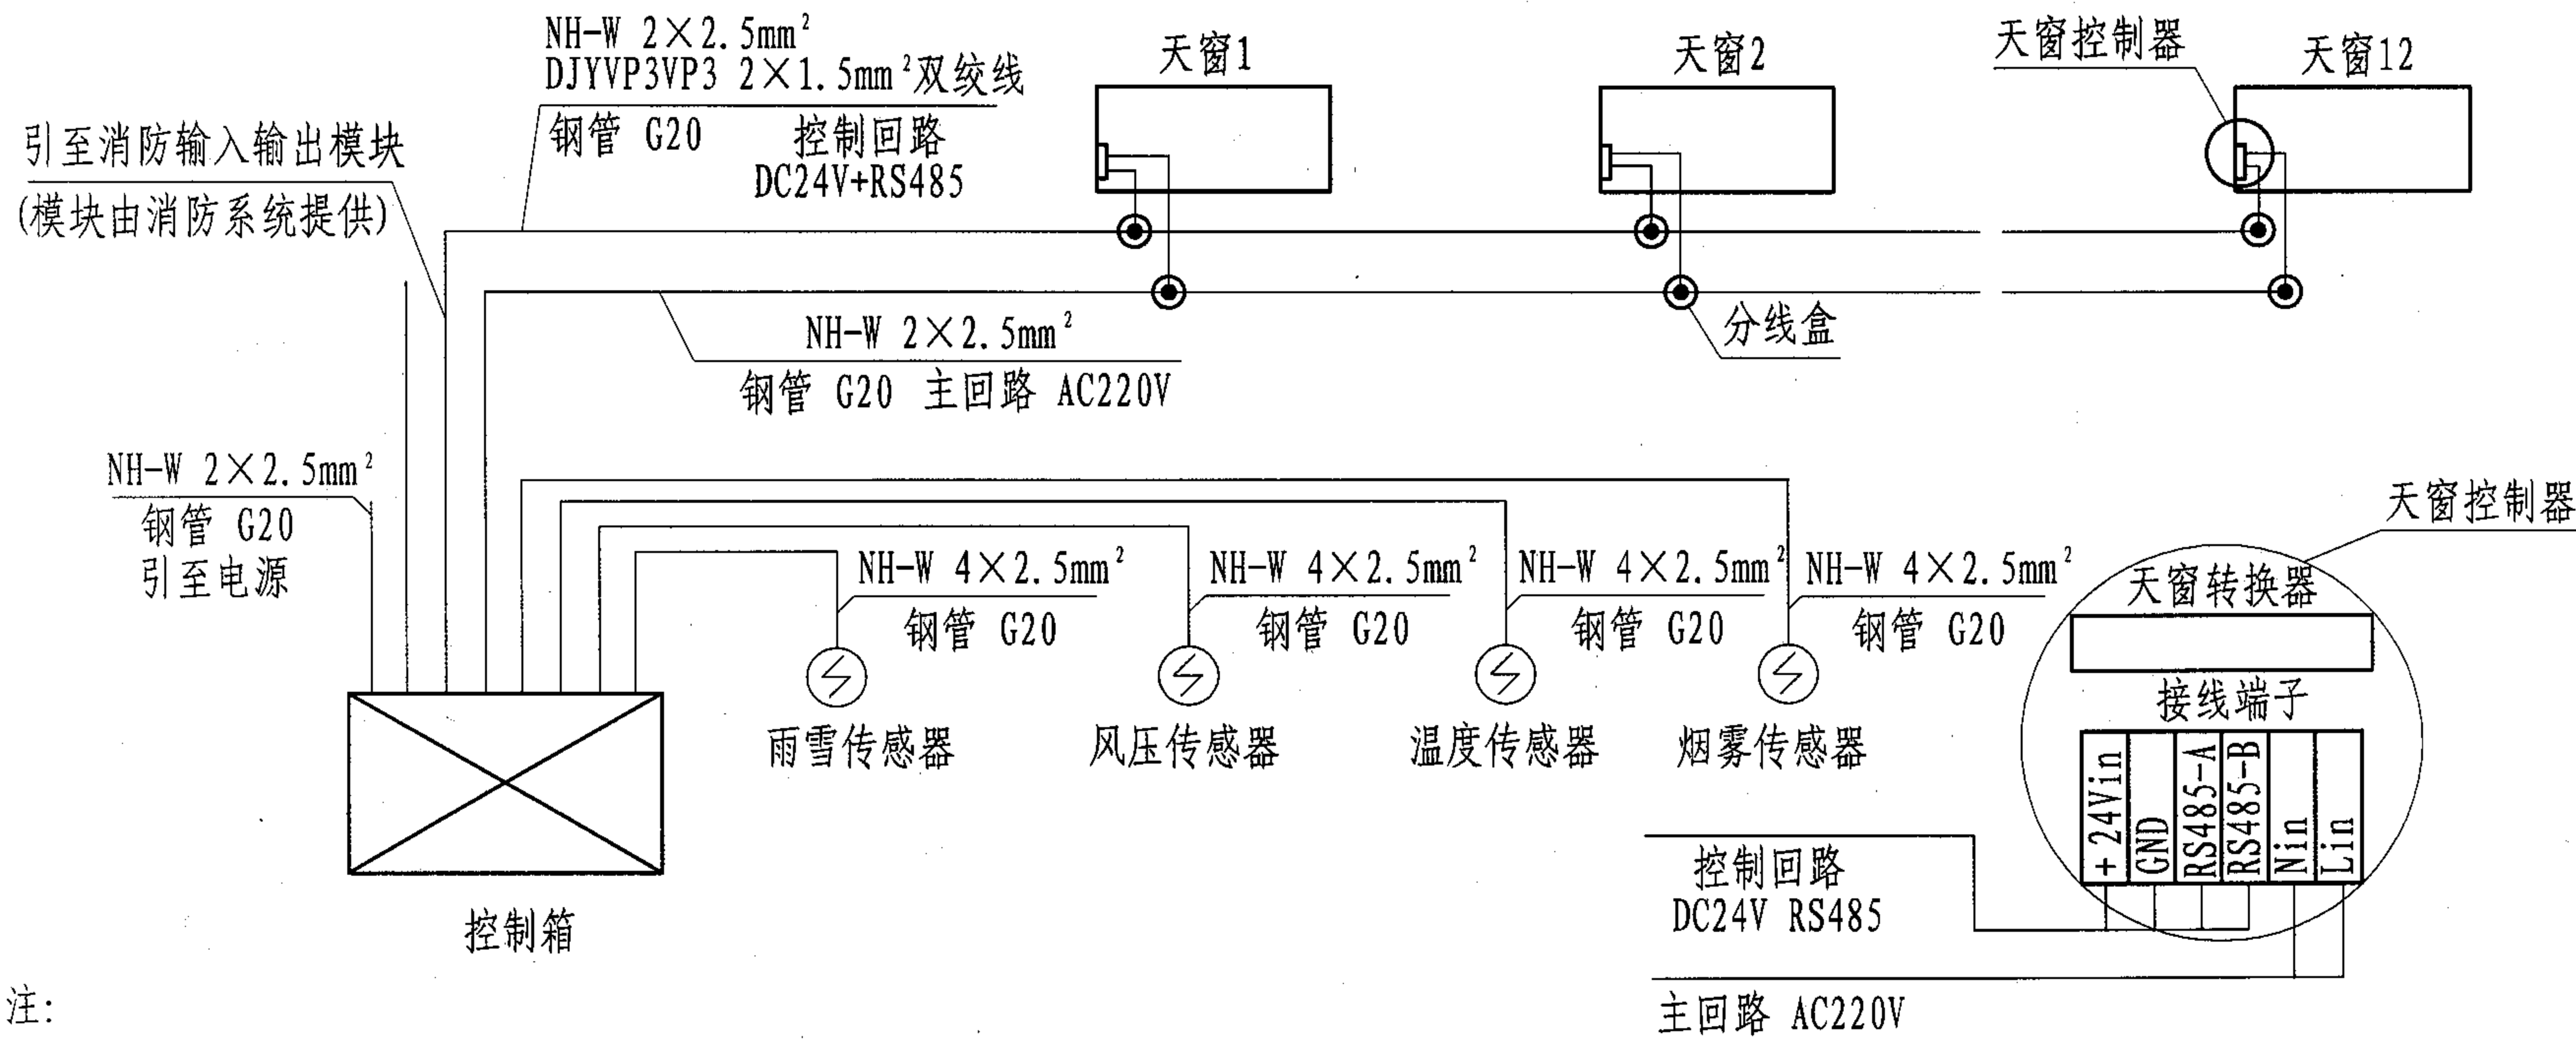 NH-W 2×2.5mm²
DJYVP3VP3 2×1.5mm²双绞线
钢管 G20 控制回路
DC24V+RS485
天窗1
天窗2
天窗控制器
天窗12
引至消防输入输出模块
(模块由消防系统提供)
分线盒
NH-W 2×2.5mm²
钢管 G20 主回路 AC220V
NH-W 2×2.5mm²
钢管 G20
引至电源
NH-W 4×2.5mm²
钢管 G20
NH-W 4×2.5mm²
钢管 G20
NH-W 4×2.5mm²
钢管 G20
NH-W 4×2.5mm²
钢管 G20
雨雪传感器
风压传感器
温度传感器
烟雾传感器
控制箱
天窗控制器
天窗转换器
接线端子
+24Vin
GND
RS485-A
RS485-B
Nin
Lin
控制回路
DC24V RS485
主回路 AC220V
注: